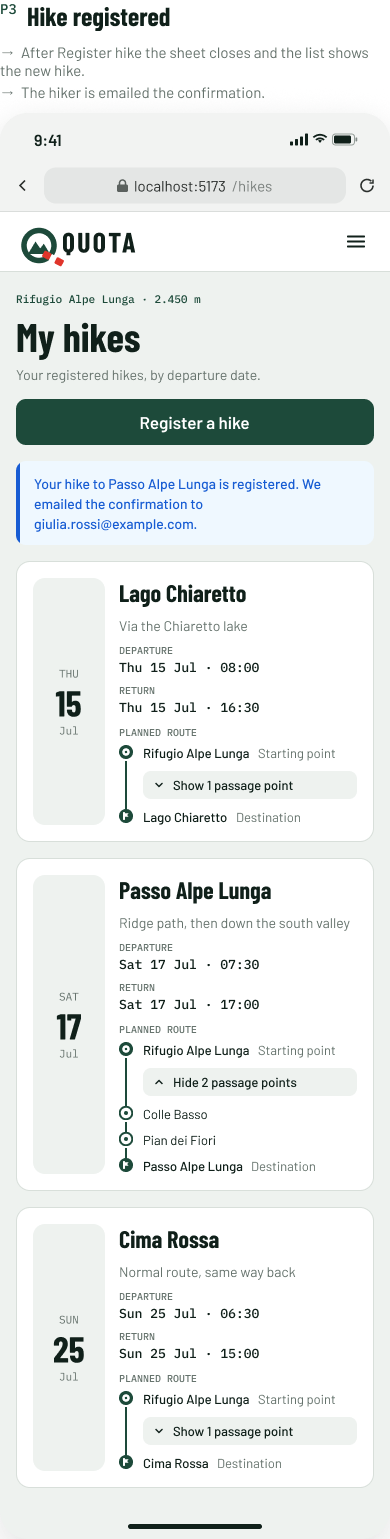 P3 Hike registered
→ After Register hike the sheet closes and the list shows
the new hike.
→ The hiker is emailed the confirmation.
9:41
localhost:5173 /hikes
QUOTA
Rifugio Alpe Lunga · 2.450 m
My hikes
Your registered hikes, by departure date.
Register a hike
Your hike to Passo Alpe Lunga is registered. We
emailed the confirmation to
giulia.rossi@example.com.
THU
15
Jul
Lago Chiaretto
Via the Chiaretto lake
DEPARTURE
Thu 15 Jul · 08:00
RETURN
Thu 15 Jul · 16:30
PLANNED ROUTE
Rifugio Alpe Lunga Starting point
Show 1 passage point
Lago Chiaretto Destination
SAT
17
Jul
Passo Alpe Lunga
Ridge path, then down the south valley
DEPARTURE
Sat 17 Jul · 07:30
RETURN
Sat 17 Jul · 17:00
PLANNED ROUTE
Rifugio Alpe Lunga Starting point
Hide 2 passage points
Colle Basso
Pian dei Fiori
Passo Alpe Lunga Destination
SUN
25
Jul
Cima Rossa
Normal route, same way back
DEPARTURE
Sun 25 Jul · 06:30
RETURN
Sun 25 Jul · 15:00
PLANNED ROUTE
Rifugio Alpe Lunga Starting point
Show 1 passage point
Cima Rossa Destination